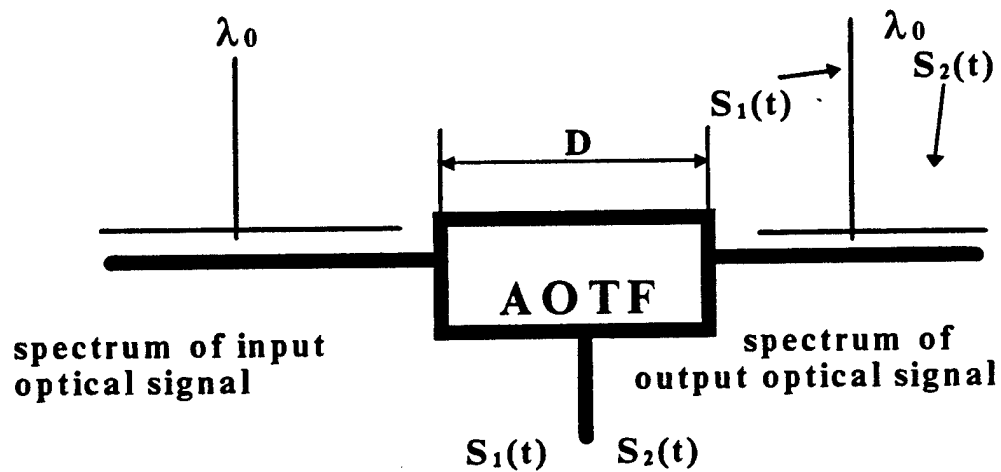 λ₀
λ₀
S₁(t)
S₂(t)
D
AOTF
spectrum of input
optical signal
spectrum of
output optical signal
S₁(t) S₂(t)